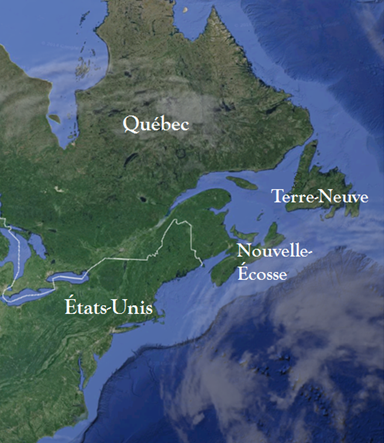 Québec
Terre-Neuve
Nouvelle-
Écosse
États-Unis